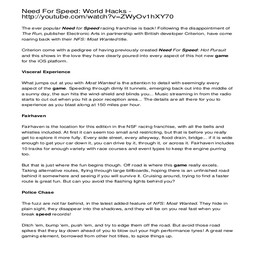 Need For Speed: World Hacks -
http://youtube.com/watch?v=ZWyOv1hXY70
The ever popular Need for Speed racing franchise is back! Following the disappointment of
The Run, publisher Electronic Arts in partnership with British developer Criterion, have come
roaring back with their NFS: Most Wanted title.
Criterion come with a pedigree of having previously created Need For Speed: Hot Pursuit
and this shows in the love they have clearly poured into every aspect of this hot new game
for the iOS platform.
Visceral Experience
What jumps out at you with Most Wanted is the attention to detail with seemingly every
aspect of the game. Speeding through dimly lit tunnels, emerging back out into the middle of
a sunny day, the sun hits the wind shield and blinds you... Music streaming in from the radio
starts to cut out when you hit a poor reception area... The details are all there for you to
experience as you blast along at 150 miles per hour.
Fairhaven
Fairhaven is the location for this edition in the NSF racing franchise, with all the bells and
whistles included. At first it can seem too small and restricting, but that is before you really
get to explore it more fully. Every side street, every alleyway, flood drain, bridge... if it is wide
enough to get your car down it, you can drive by it, through it, or across it. Fairhaven includes
10 tracks for enough variety with race courses and event types to keep the engine purring
too.
But that is just where the fun begins though. Off road is where this game really excels.
Taking alternative routes, flying through large billboards, hoping there is an unfinished road
behind it somewhere and seeing if you will survive it. Cruising around, trying to find a faster
route is great fun. But can you avoid the flashing lights behind you?
Police Chase
The fuzz are not far behind, in the latest added feature of NFS: Most Wanted. They hide in
plain sight, they disappear into the shadows, and they will be on you real fast when you
break speed records!
Ditch 'em, bump 'em, push 'em, and try to edge them off the road. But avoid those road
spikes that they lay down ahead of you to blow out your high performance tyres! A great new
gaming element, borrowed from other hot titles, to spice things up.